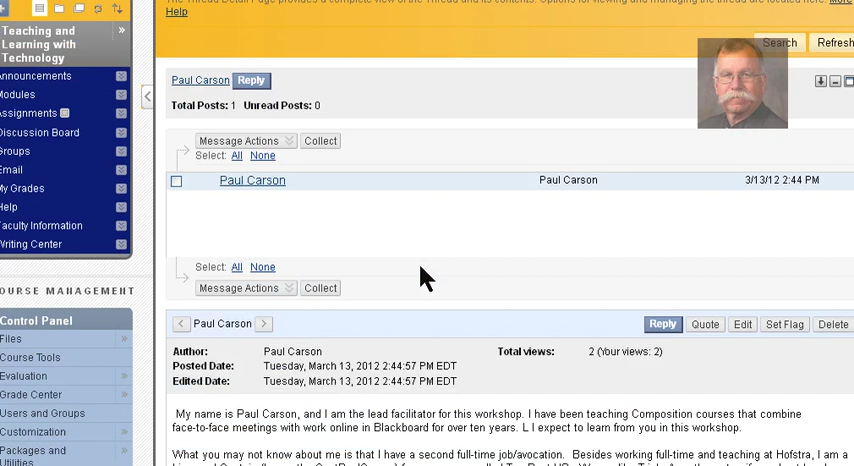 The Thread Detail Page provides a complete view of the Thread and its contents. Options for viewing and managing the thread are located here. More
Help
Teaching and
Learning with
Technology
Search
Refresh
Paul Carson Reply
Total Posts: 1 Unread Posts: 0
Announcements
Modules
Assignments
Discussion Board
Groups
Email
My Grades
Help
Faculty Information
Writing Center
Message Actions Collect
Select: All None
Paul Carson Paul Carson 3/13/12 2:44 PM
Select: All None
Message Actions Collect
OURSE MANAGEMENT
Control Panel
Files
Course Tools
Evaluation
Grade Center
Users and Groups
Customization
Packages and
Utilities
Paul Carson Reply Quote Edit Set Flag Delete
Author: Paul Carson Total views: 2 (Your views: 2)
Posted Date: Tuesday, March 13, 2012 2:44:57 PM EDT
Edited Date: Tuesday, March 13, 2012 2:44:57 PM EDT
My name is Paul Carson, and I am the lead facilitator for this workshop. I have been teaching Composition courses that combine
face-to-face work with work online in Blackboard for over ten years. L I expect to learn from you in this workshop.
What you may not know about me is that I have a second full-time job/avocation. Besides working full-time and teaching at Hofstra, I am a